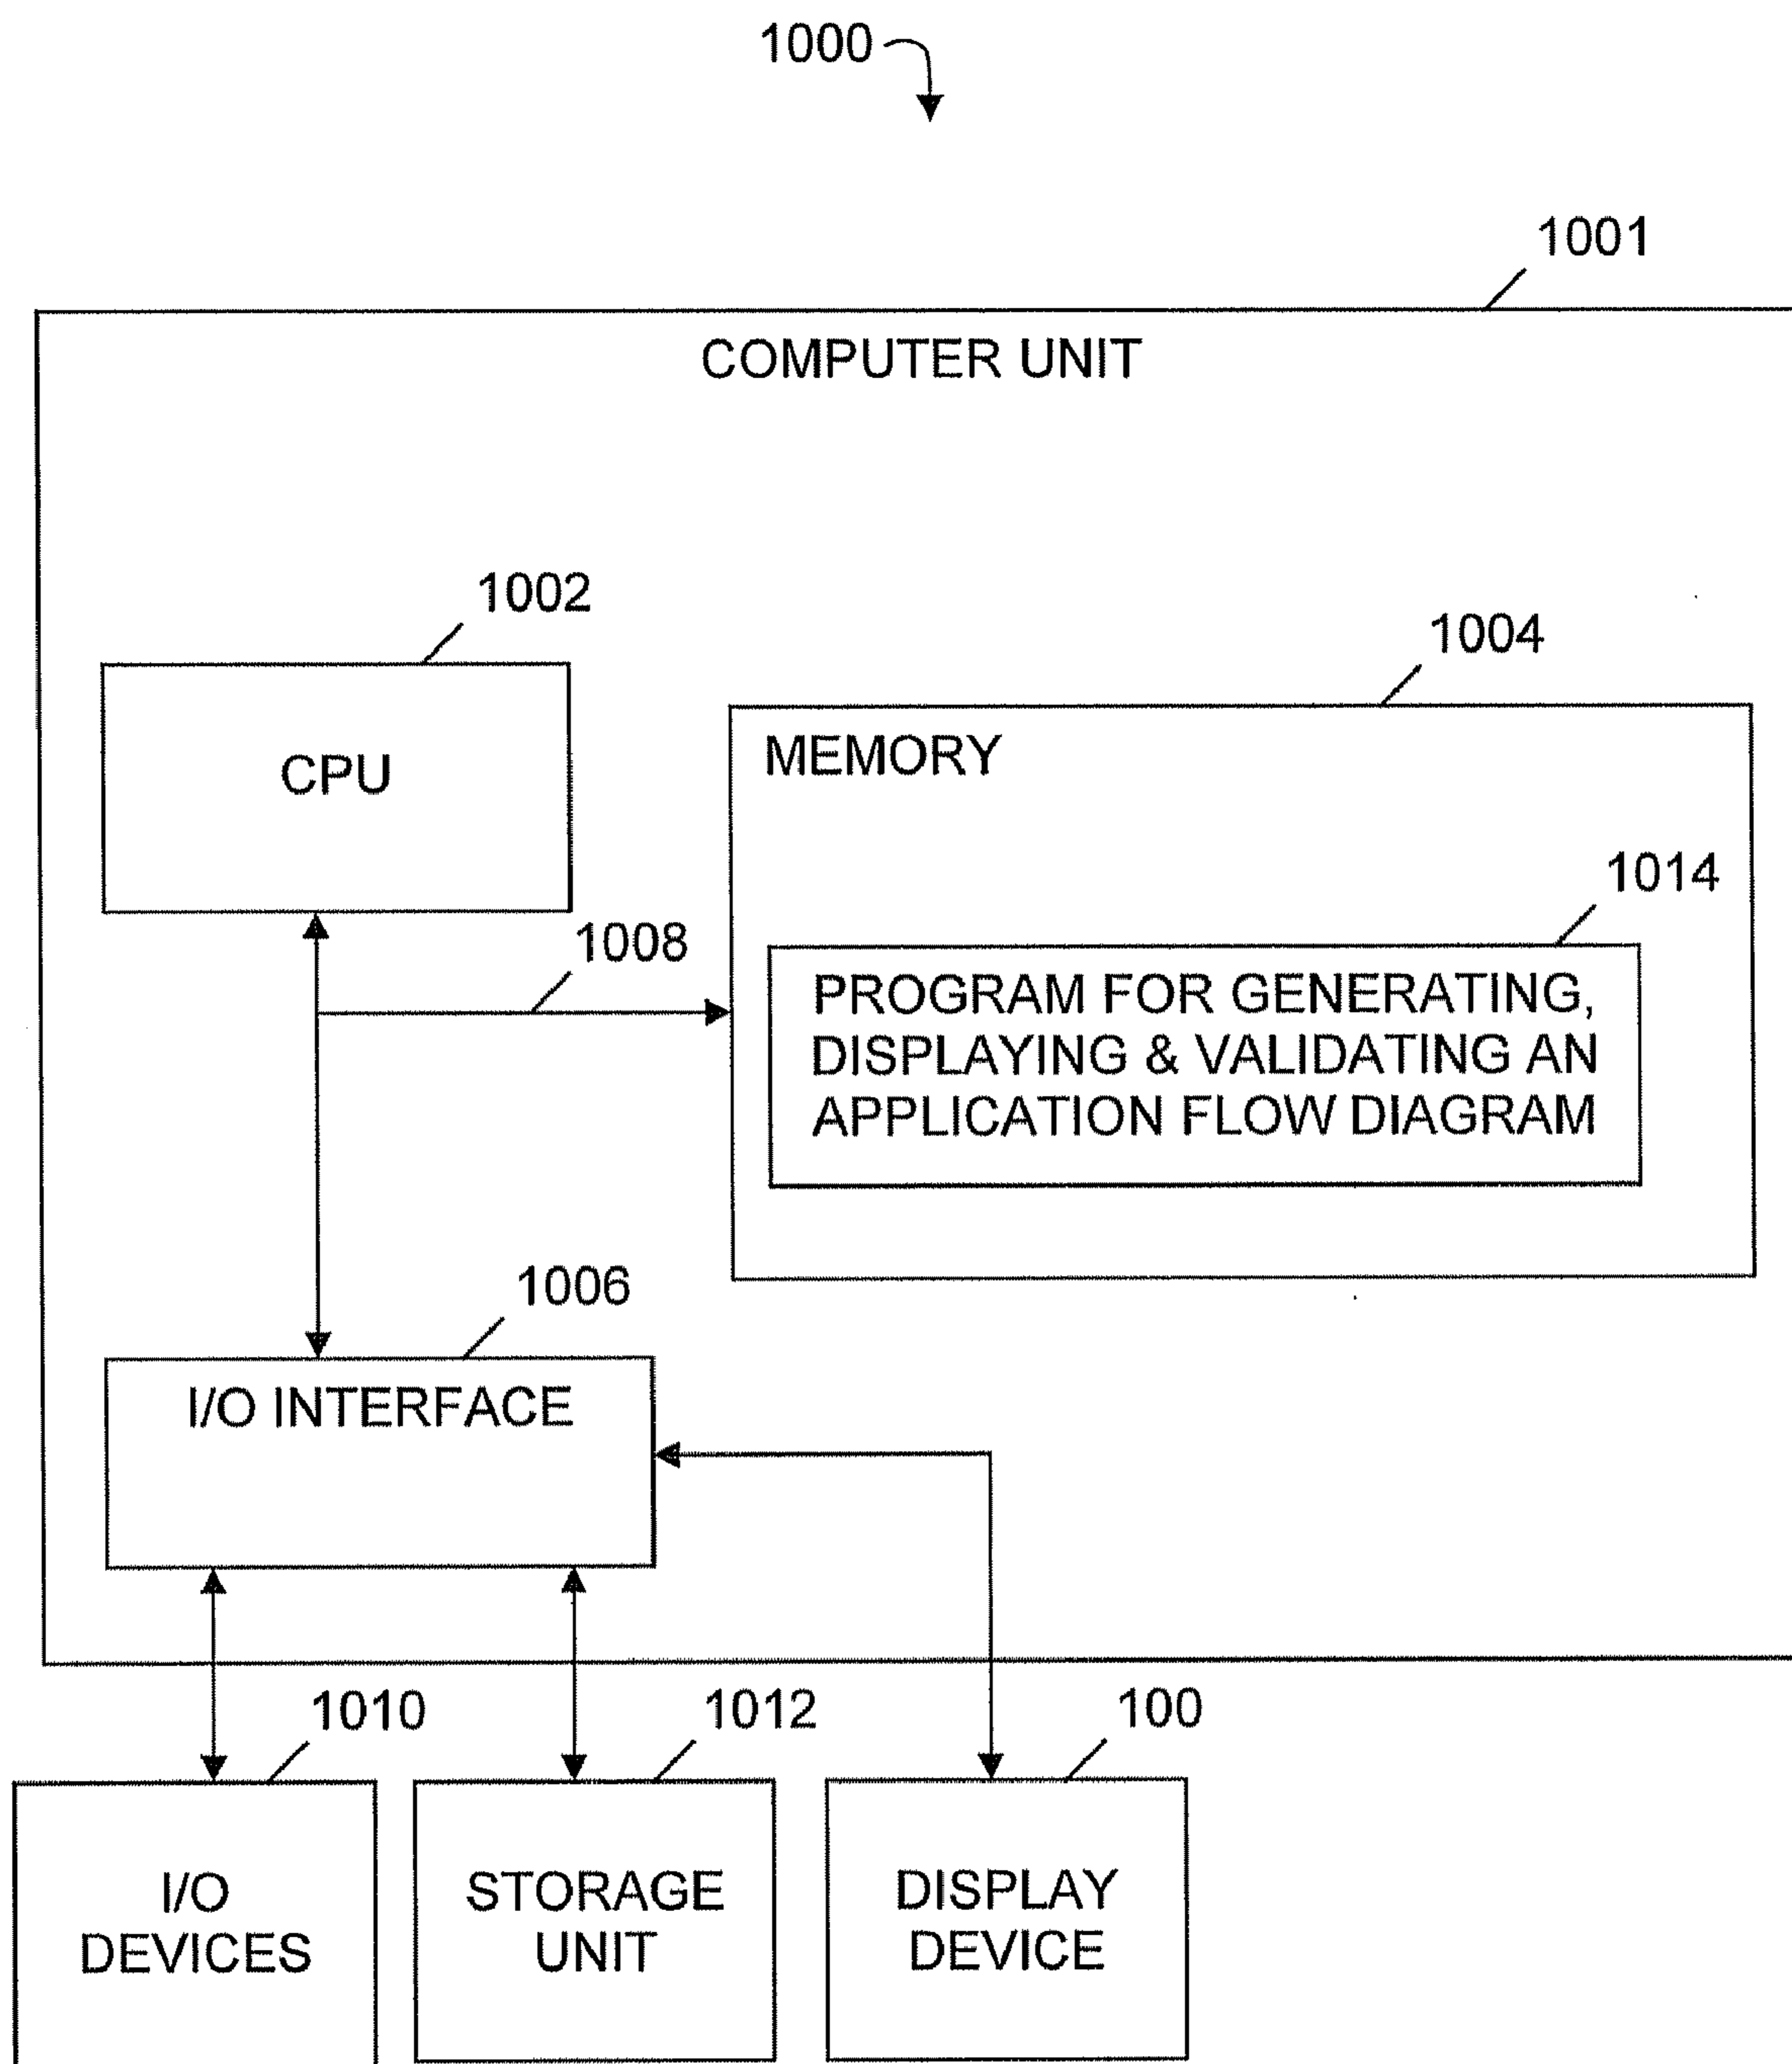 1000
1001
COMPUTER UNIT
1002
CPU
1004
MEMORY
1014
PROGRAM FOR GENERATING,
DISPLAYING & VALIDATING AN
APPLICATION FLOW DIAGRAM
1008
1006
I/O INTERFACE
1010
1012
100
I/O
DEVICES
STORAGE
UNIT
DISPLAY
DEVICE